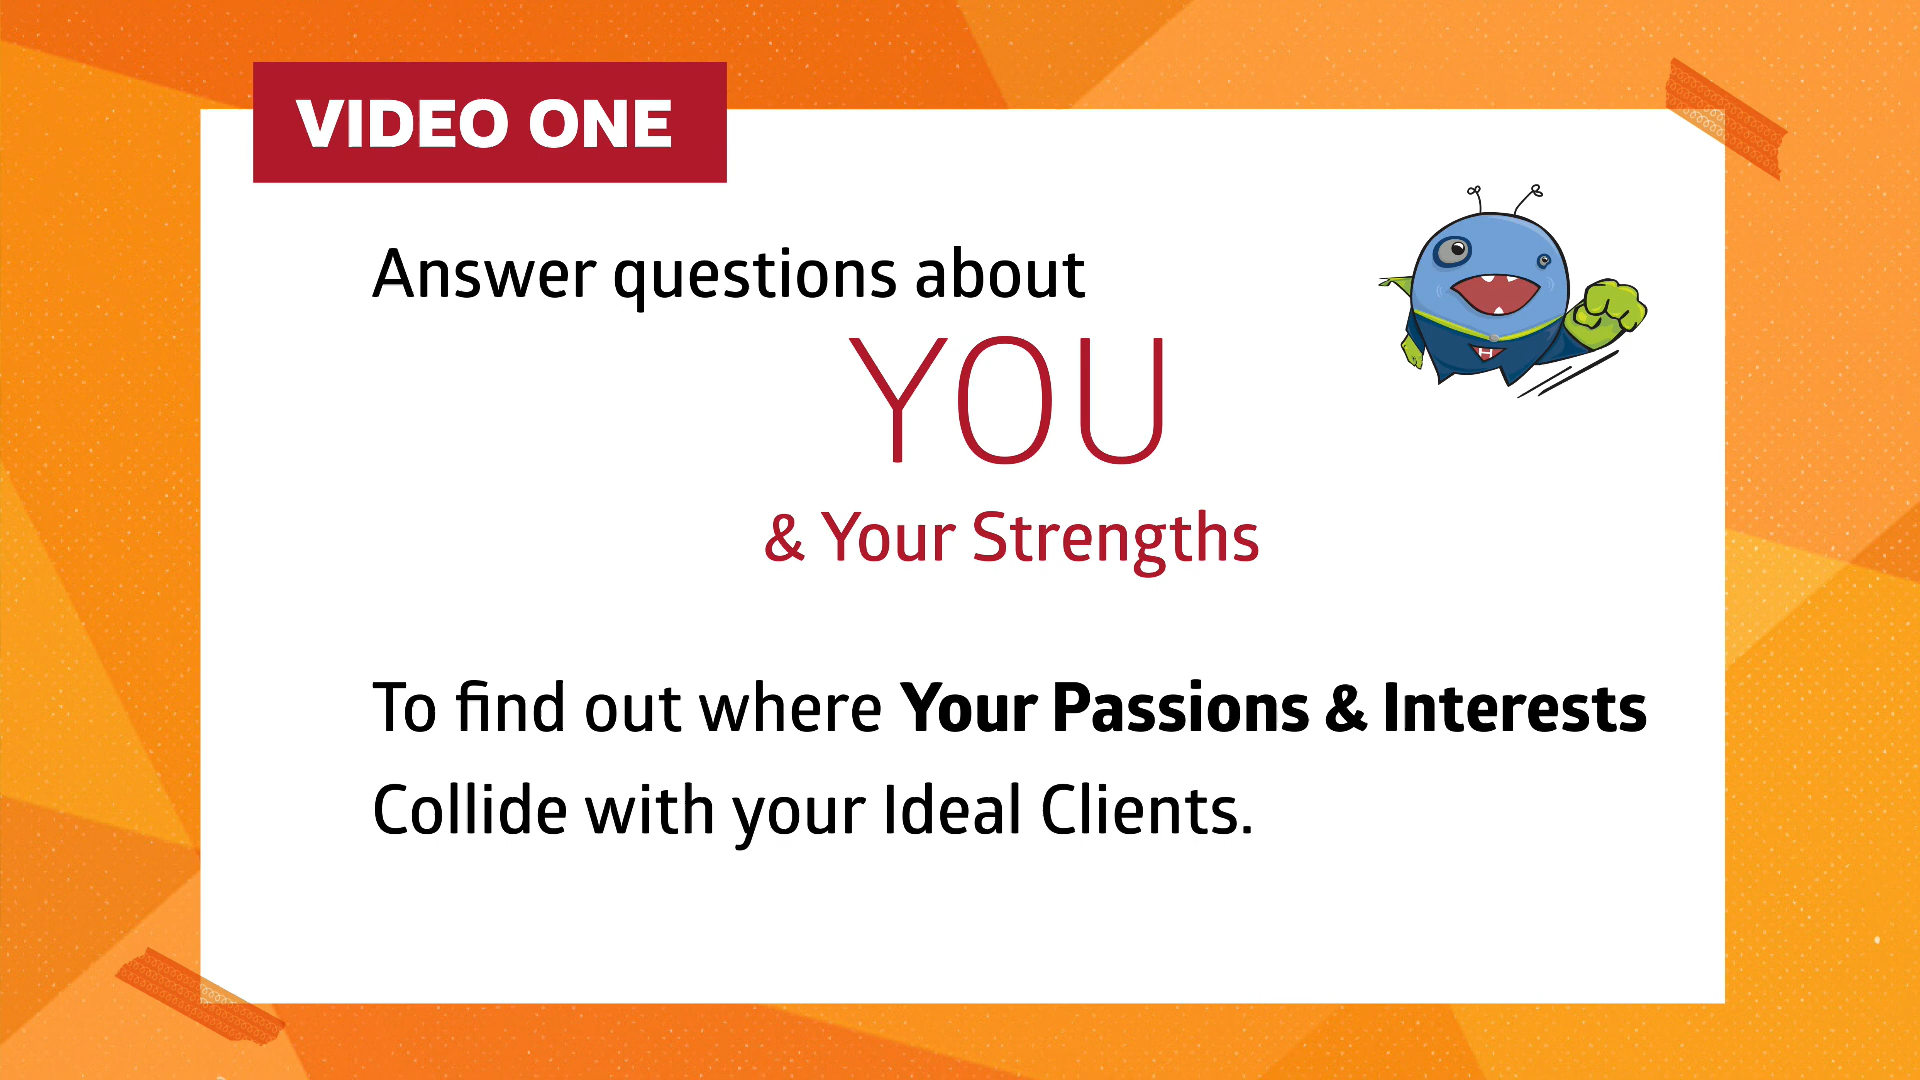 VIDEO ONE
Answer questions about
YOU
& Your Strengths
To find out where Your Passions & Interests
Collide with your Ideal Clients.
H